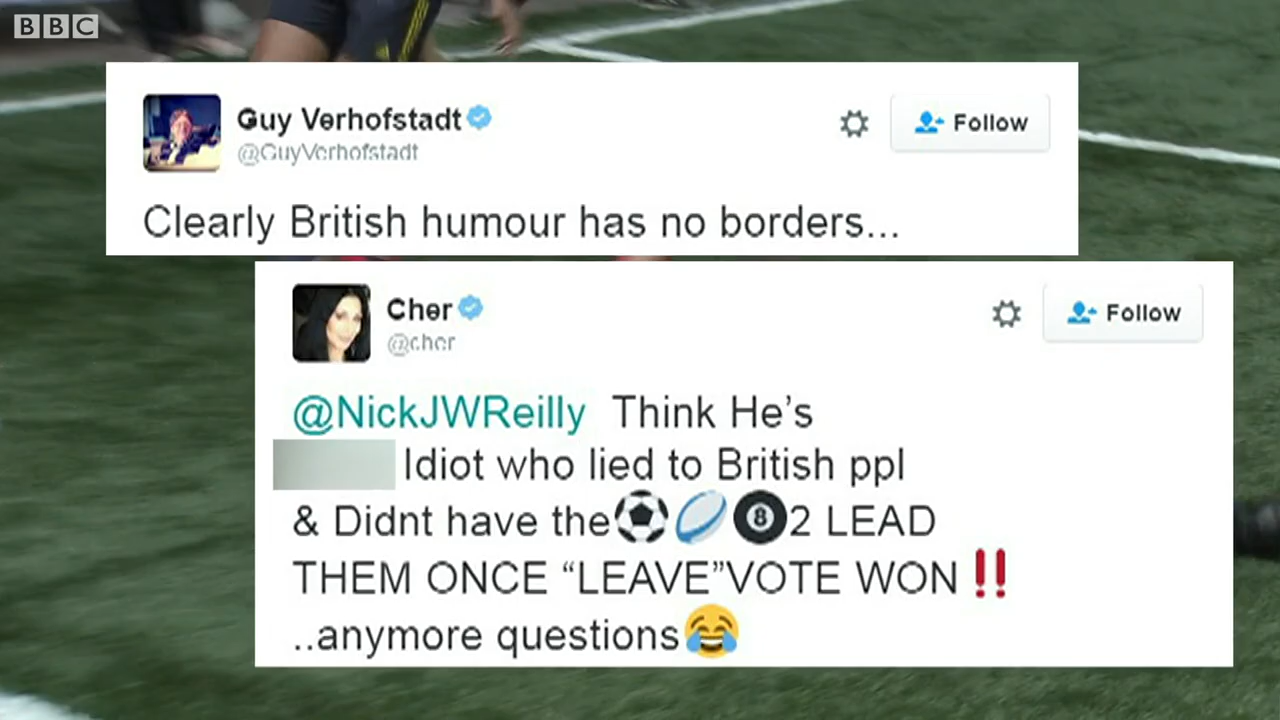 BBC
Guy Verhofstadt
@GuyVerhofstadt
Follow
Clearly British humour has no borders...
Cher
@cher
Follow
@NickJWReilly Think He's
Idiot who lied to British ppl
& Didnt have the⚽🏉🎱2 LEAD
THEM ONCE “LEAVE”VOTE WON‼
..anymore questions😂